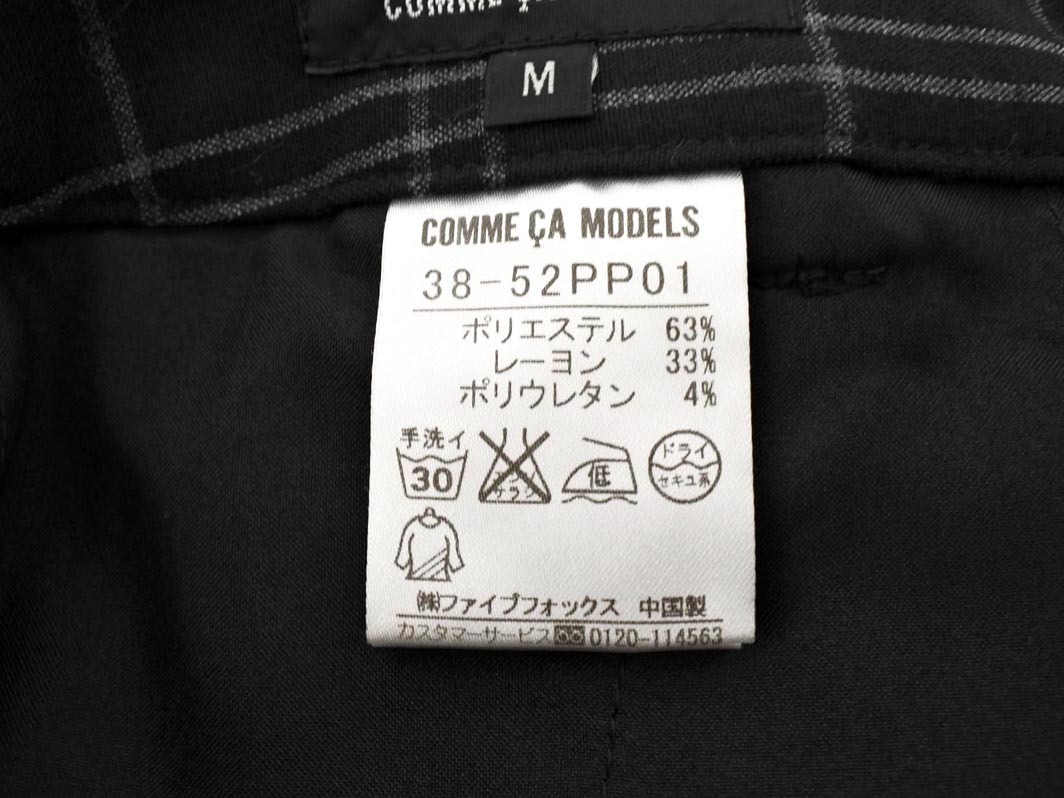 COMME ÇA
M
COMME ÇA MODELS
38-52PP01
ポリエステル 63%
レーヨン 33%
ポリウレタン 4%
手洗イ
30
エンソ
サラシ
低
ドライ
セキユ系
㈱ファイブフォックス 中国製
カスタマーサービス 0120-114563